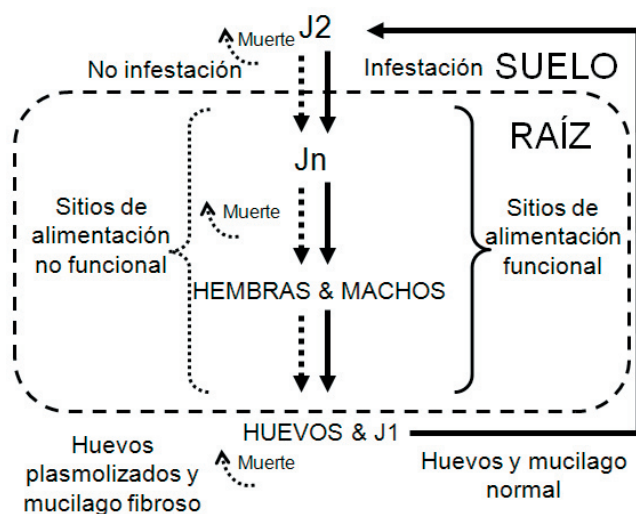 Muerte J2
No infestación Infestación SUELO
RAÍZ
Jn
Sitios de
alimentación
no funcional
Muerte
Sitios de
alimentación
funcional
HEMBRAS & MACHOS
HUEVOS & J1
Huevos
plasmolizados y
mucilago fibroso
Muerte
Huevos y mucilago
normal